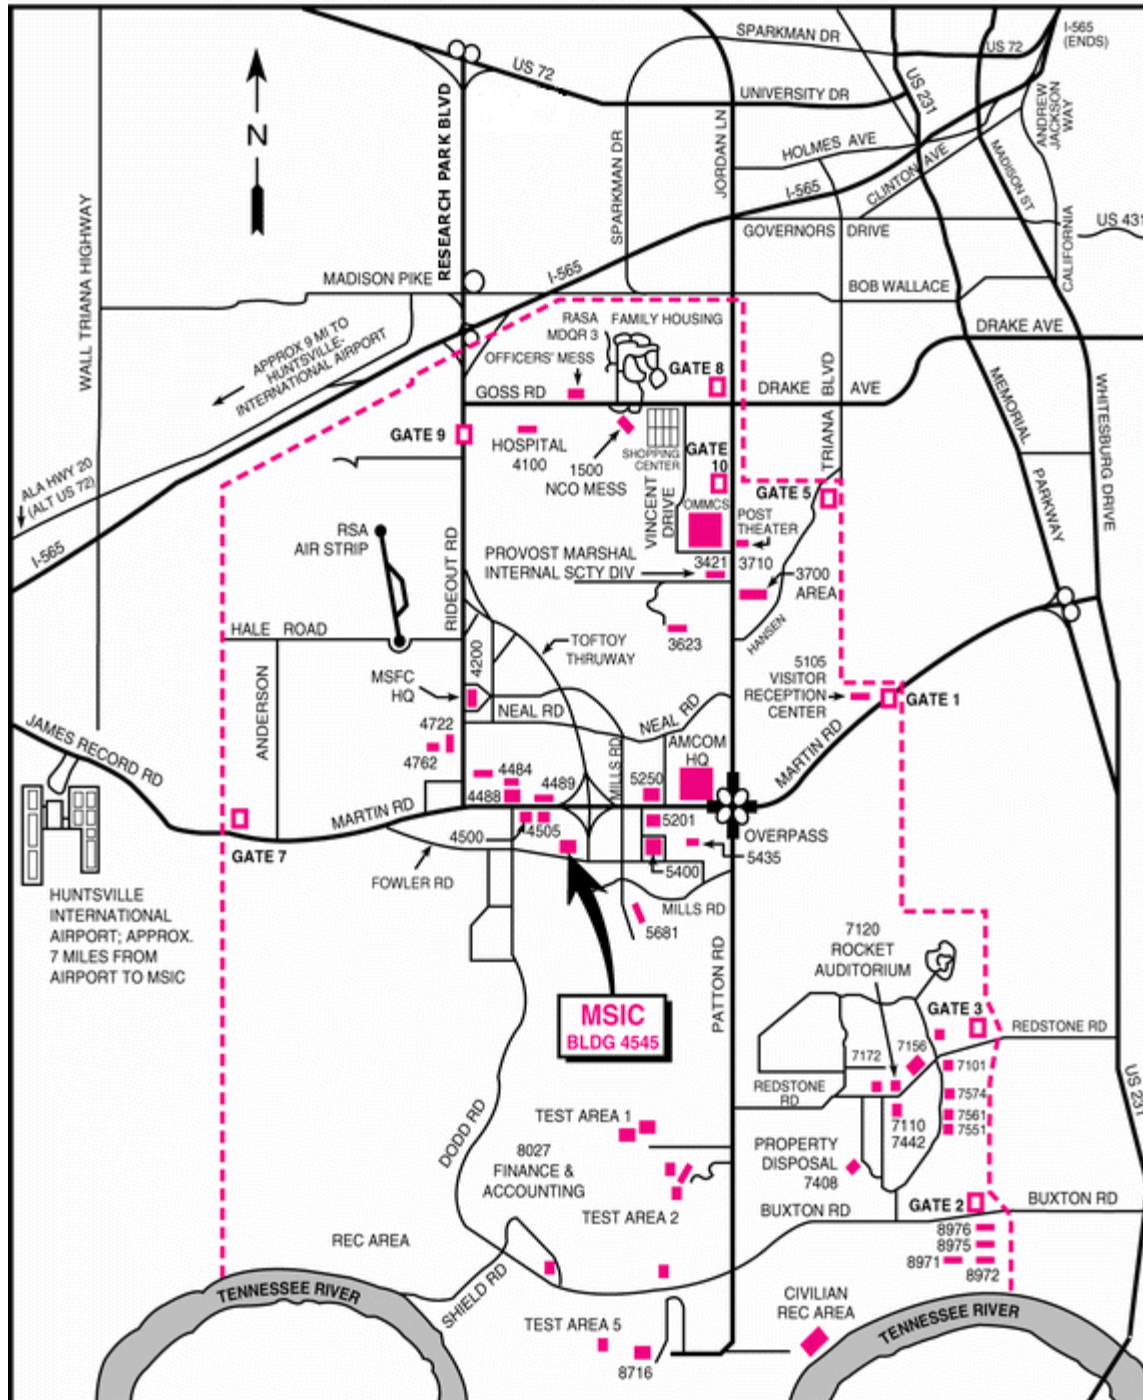 SPARKMAN DR
I-565
(ENDS)
US 72
US 72
US 231
UNIVERSITY DR
ANDREW
JACKSON
WAY
RESEARCH PARK BLVD
N
SPARKMAN DR
JORDAN LN
HOLMES AVE
CLINTON AVE
MADISON ST
I-565
WALL TRIANA HIGHWAY
GOVERNORS DRIVE
US 431
CALIFORNIA
I-565
MADISON PIKE
BOB WALLACE
DRAKE AVE
APPROX 9 MI TO
HUNTSVILLE-
INTERNATIONAL AIRPORT
RASA
MDQR 3
FAMILY HOUSING
OFFICERS' MESS
GATE 8
GOSS RD
DRAKE AVE
TRIANA BLVD
MEMORIAL
PARKWAY
WHITESBURG DRIVE
GATE 9
HOSPITAL
4100
1500
NCO MESS
SHOPPING
CENTER
GATE
10
ALA HWY 20
(ALT US 72)
I-565
VINCENT
DRIVE
OMMCS
GATE 5
POST
THEATER
3710
RSA
AIR STRIP
PROVOST MARSHAL
INTERNAL SCTY DIV
3421
3700
AREA
RIDEOUT RD
HALE ROAD
4200
TOFTOY
THRUWAY
3623
HANSEN
ANDERSON
MSFC
HQ
5105
VISITOR
RECEPTION
CENTER
GATE 1
NEAL RD
NEAL RD
MARTIN RD
JAMES RECORD RD
4722
4762
MILLS RD
AMCOM
HQ
4484
4489
5250
4488
MARTIN RD
4500
4505
5201
OVERPASS
5435
GATE 7
FOWLER RD
5400
HUNTSVILLE
INTERNATIONAL
AIRPORT; APPROX.
7 MILES FROM
AIRPORT TO MSIC
MILLS RD
5681
PATTON RD
7120
ROCKET
AUDITORIUM
MSIC
BLDG 4545
GATE 3
REDSTONE RD
7156
7172
7101
REDSTONE
RD
7574
7561
7551
7110
7442
US 231
DODD RD
TEST AREA 1
8027
FINANCE &
ACCOUNTING
PROPERTY
DISPOSAL
7408
TEST AREA 2
BUXTON RD
GATE 2
BUXTON RD
8976
8975
8971
8972
REC AREA
TENNESSEE RIVER
SHIELD RD
CIVILIAN
REC AREA
TENNESSEE RIVER
TEST AREA 5
8716